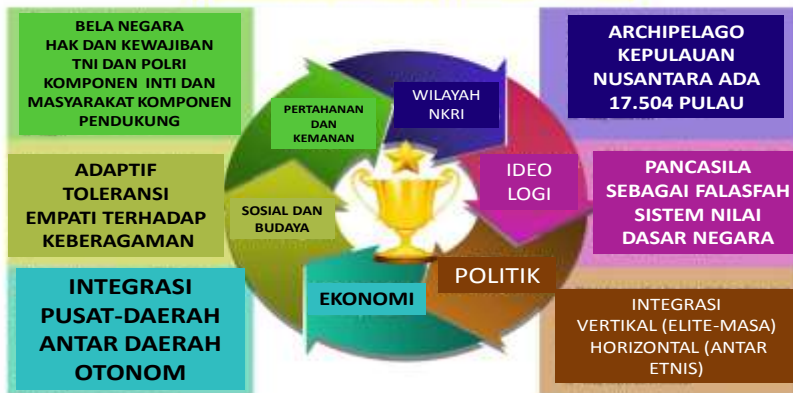 BELA NEGARA
HAK DAN KEWAJIBAN
TNI DAN POLRI
KOMPONEN INTI DAN
MASYARAKAT KOMPONEN
PENDUKUNG
PERTAHANAN
DAN
KEMANAN
WILAYAH
NKRI
ARCHIPELAGO
KEPULAUAN
NUSANTARA ADA
17.504 PULAU
ADAPTIF
TOLERANSI
EMPATI TERHADAP
KEBERAGAMAN
SOSIAL DAN
BUDAYA
IDEO
LOGI
PANCASILA
SEBAGAI FALASFAH
SISTEM NILAI
DASAR NEGARA
INTEGRASI
PUSAT-DAERAH
ANTAR DAERAH
OTONOM
EKONOMI
POLITIK
INTEGRASI
VERTIKAL (ELITE-MASA)
HORIZONTAL (ANTAR
ETNIS)